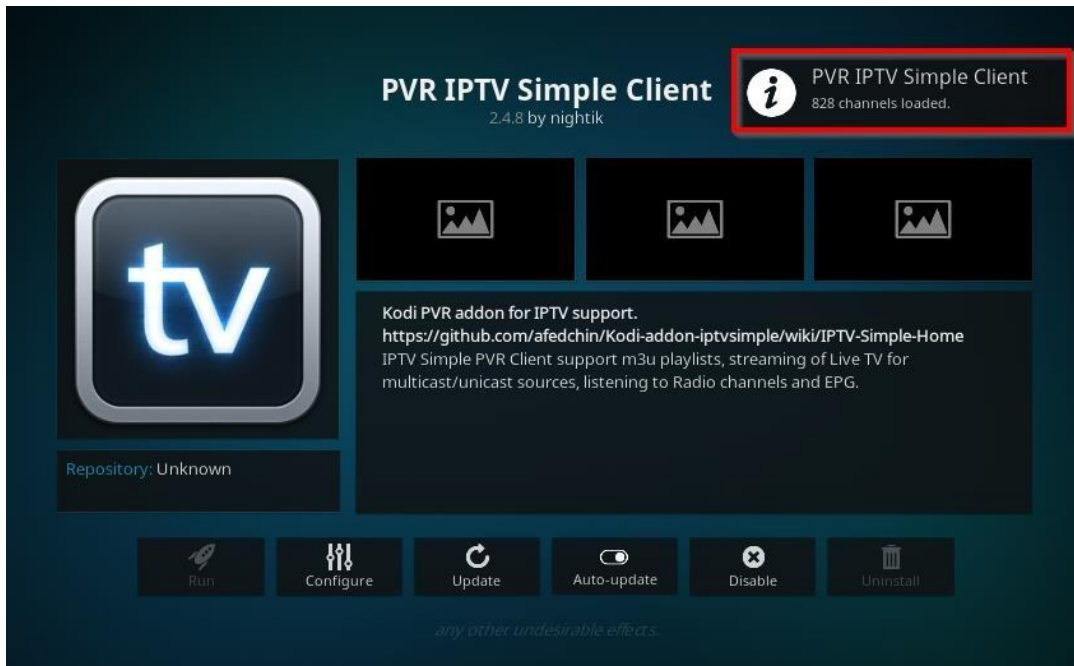 PVR IPTV Simple Client
2.4.8 by nightik
PVR IPTV Simple Client
828 channels loaded.
tv
Kodi PVR addon for IPTV support.
https://github.com/afedchin/Kodi-addon-iptvsimple/wiki/IPTV-Simple-Home
IPTV Simple PVR Client support m3u playlists, streaming of Live TV for
multicast/unicast sources, listening to Radio channels and EPG.
Repository: Unknown
Run
Configure
Update
Auto-update
Disable
Uninstall
any other undesirable effects.